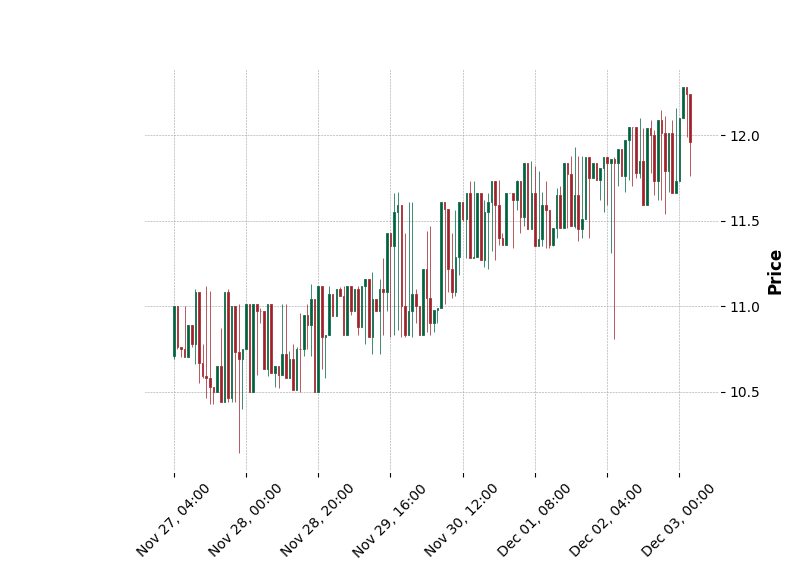 12.0
11.5
11.0
10.5
Price
Nov 27, 04:00
Nov 28, 00:00
Nov 28, 20:00
Nov 29, 16:00
Nov 30, 12:00
Dec 01, 08:00
Dec 02, 04:00
Dec 03, 00:00